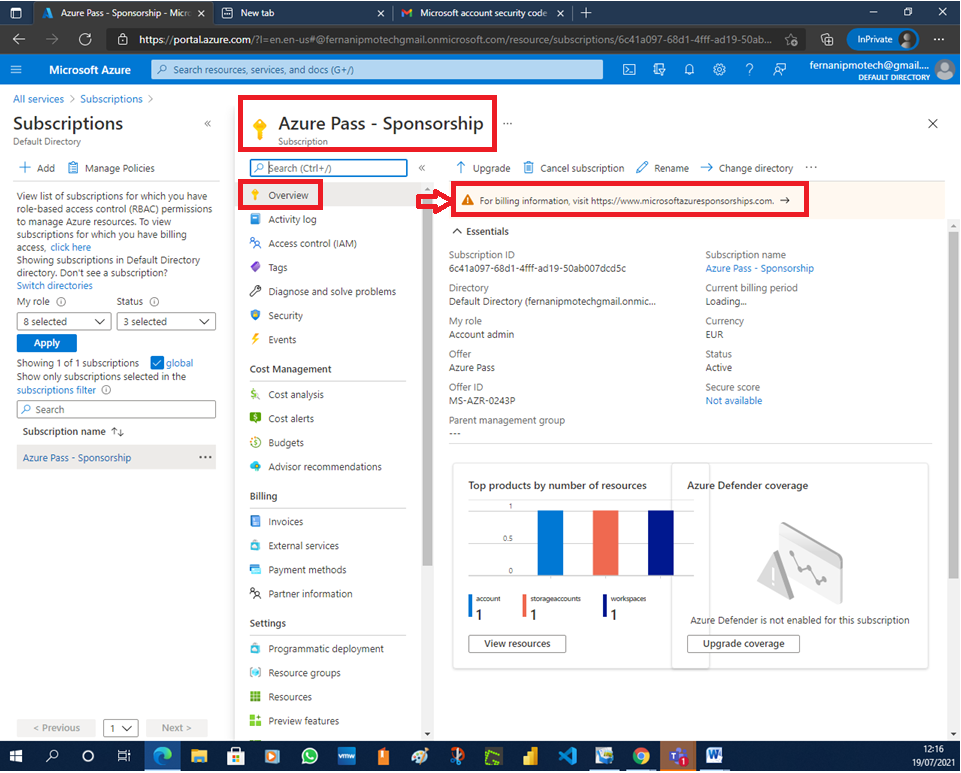 Azure Pass - Sponsorship - Micro
New tab
Microsoft account security code
https://portal.azure.com/?l=en.en-us#@fernanipmotechgmail.onmicrosoft.com/resource/subscriptions/6c41a097-68d1-4fff-ad19-50ab...
InPrivate
Microsoft Azure
Search resources, services, and docs (G+/)
fernanipmotech@gmail....
DEFAULT DIRECTORY
All services > Subscriptions >
Subscriptions
Default Directory
Add
Manage Policies
View list of subscriptions for which you have
role-based access control (RBAC) permissions
to manage Azure resources. To view
subscriptions for which you have billing
access, click here
Showing subscriptions in Default Directory
directory. Don't see a subscription?
Switch directories
My role
Status
8 selected
3 selected
Apply
Showing 1 of 1 subscriptions
global
Show only subscriptions selected in the
subscriptions filter
Search
Subscription name
Azure Pass - Sponsorship
< Previous
1
Next >
Azure Pass - Sponsorship
Subscription
Search (Ctrl+/)
Overview
Activity log
Access control (IAM)
Tags
Diagnose and solve problems
Security
Events
Cost Management
Cost analysis
Cost alerts
Budgets
Advisor recommendations
Billing
Invoices
External services
Payment methods
Partner information
Settings
Programmatic deployment
Resource groups
Resources
Preview features
Upgrade
Cancel subscription
Rename
Change directory
For billing information, visit https://www.microsoftazuresponsorships.com.
Essentials
Subscription ID
6c41a097-68d1-4fff-ad19-50ab007dcd5c
Directory
Default Directory (fernanipmotechgmail.onmic...
My role
Account admin
Offer
Azure Pass
Offer ID
MS-AZR-0243P
Parent management group
---
Subscription name
Azure Pass - Sponsorship
Current billing period
Loading...
Currency
EUR
Status
Active
Secure score
Not available
Top products by number of resources
1
0.5
0
account
1
storageaccounts
1
workspaces
1
View resources
Azure Defender coverage
Azure Defender is not enabled for this subscription
Upgrade coverage
12:16
19/07/2021